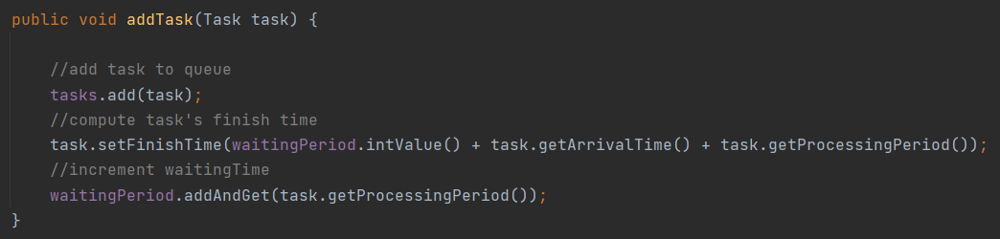 public void addTask(Task task) {
//add task to queue
tasks.add(task);
//compute task's finish time
task.setFinishTime(waitingPeriod.intValue() + task.getArrivalTime() + task.getProcessingPeriod());
//increment waitingTime
waitingPeriod.addAndGet(task.getProcessingPeriod());
}